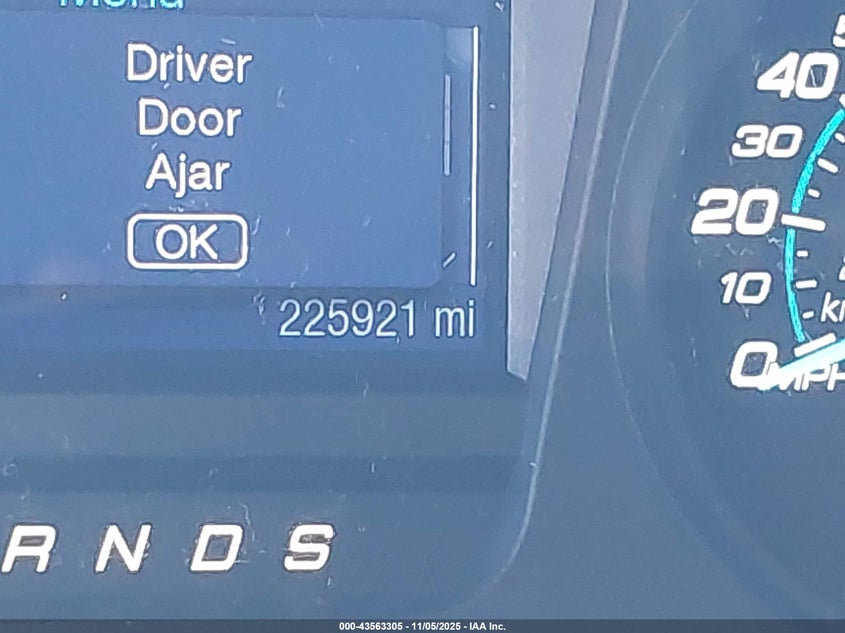 Menu
Driver
Door
Ajar
OK
225921 mi
R N D S
40
30
20
10
0
MPH
000-43563305 - 11/05/2025 - IAA Inc.